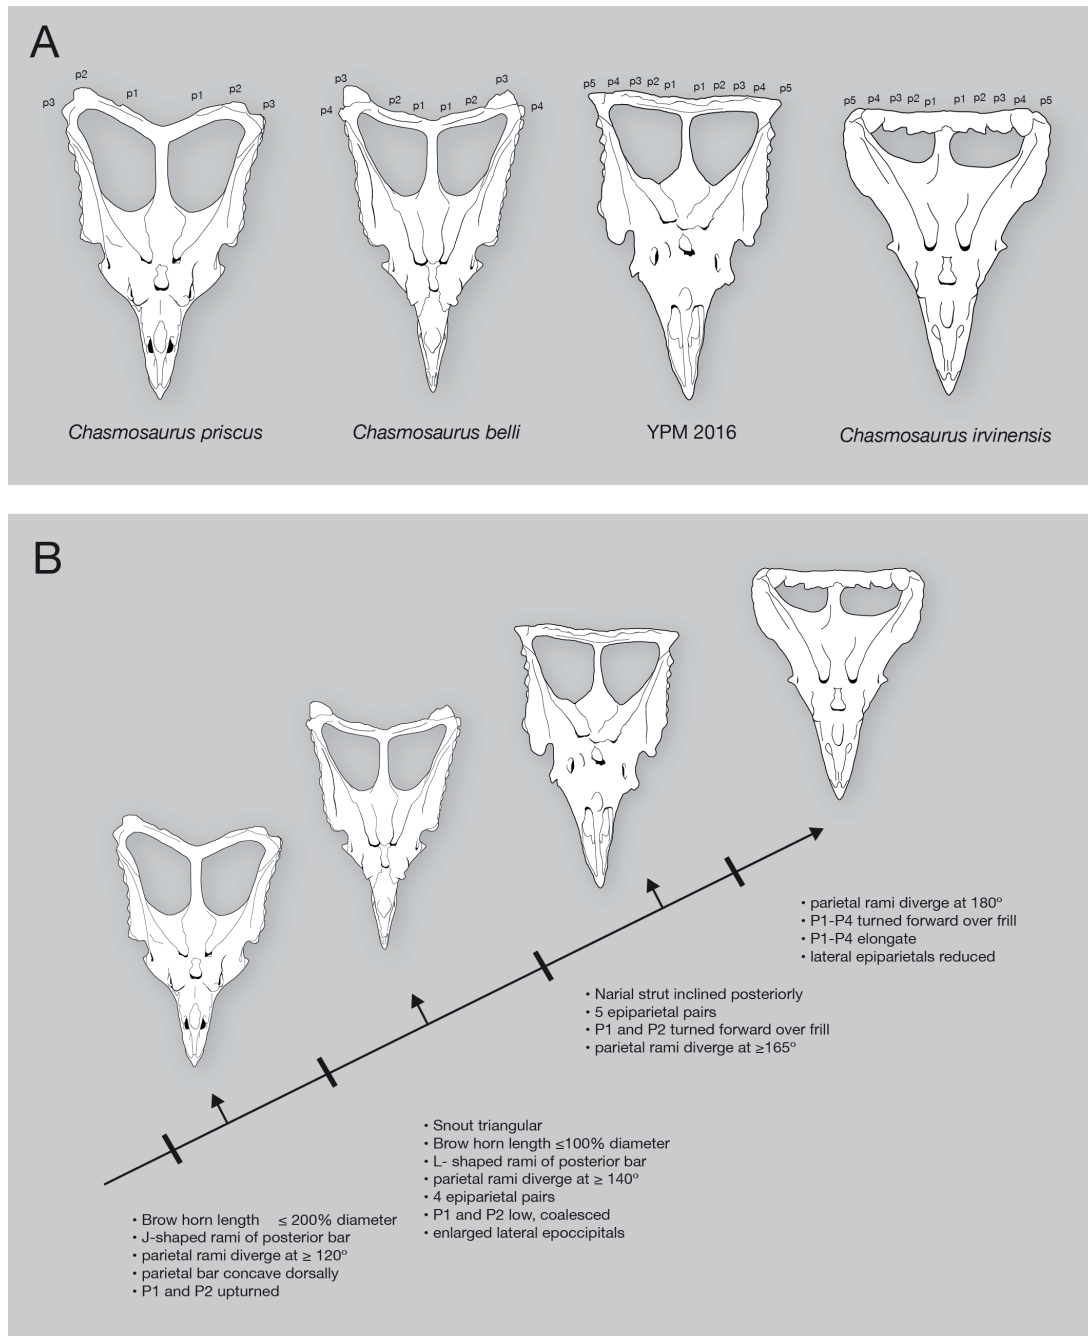 A
p3 p2 p1 p1 p2 p3
p4 p3 p2 p1 p1 p2 p3 p4
p5 p4 p3 p2 p1 p1 p2 p3 p4 p5
p5 p4 p3 p2 p1 p1 p2 p3 p4 p5
Chasmosaurus priscus
Chasmosaurus belli
YPM 2016
Chasmosaurus irvinensis
B
• parietal rami diverge at 180º
• P1-P4 turned forward over frill
• P1-P4 elongate
• lateral epiparietals reduced
• Narial strut inclined posteriorly
• 5 epiparietal pairs
• P1 and P2 turned forward over frill
• parietal rami diverge at ≥165º
• Snout triangular
• Brow horn length ≤100% diameter
• L- shaped rami of posterior bar
• parietal rami diverge at ≥ 140º
• 4 epiparietal pairs
• P1 and P2 low, coalesced
• enlarged lateral epoccipitals
• Brow horn length ≤ 200% diameter
• J-shaped rami of posterior bar
• parietal rami diverge at ≥ 120º
• parietal bar concave dorsally
• P1 and P2 upturned